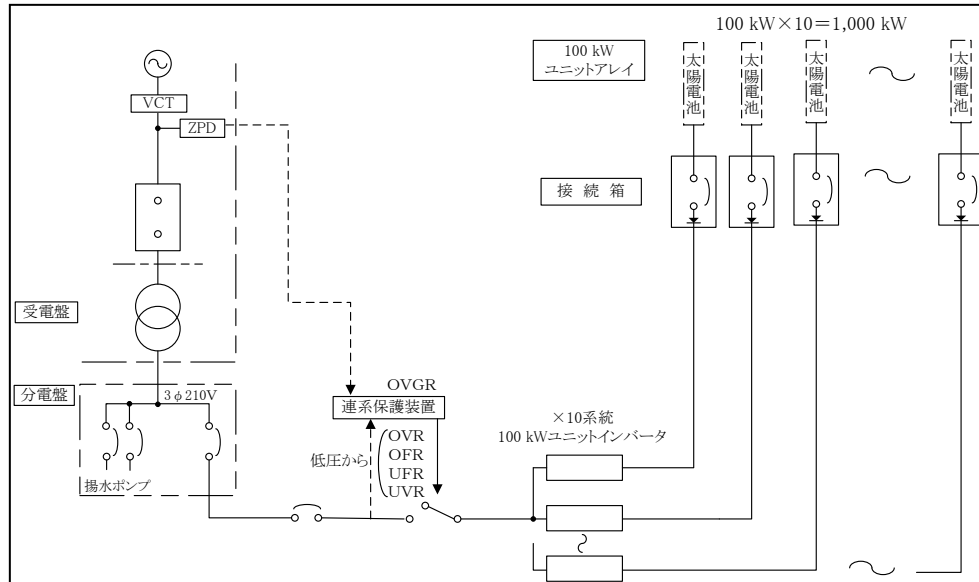 100 kW×10＝1,000 kW
100 kW
ユニットアレイ
太陽電池
太陽電池
太陽電池
太陽電池
VCT
ZPD
接 続 箱
受電盤
分電盤
3φ210V
OVGR
連系保護装置
OVR
OFR
UFR
UVR
低圧から
×10系統
100 kWユニットインバータ
揚水ポンプ